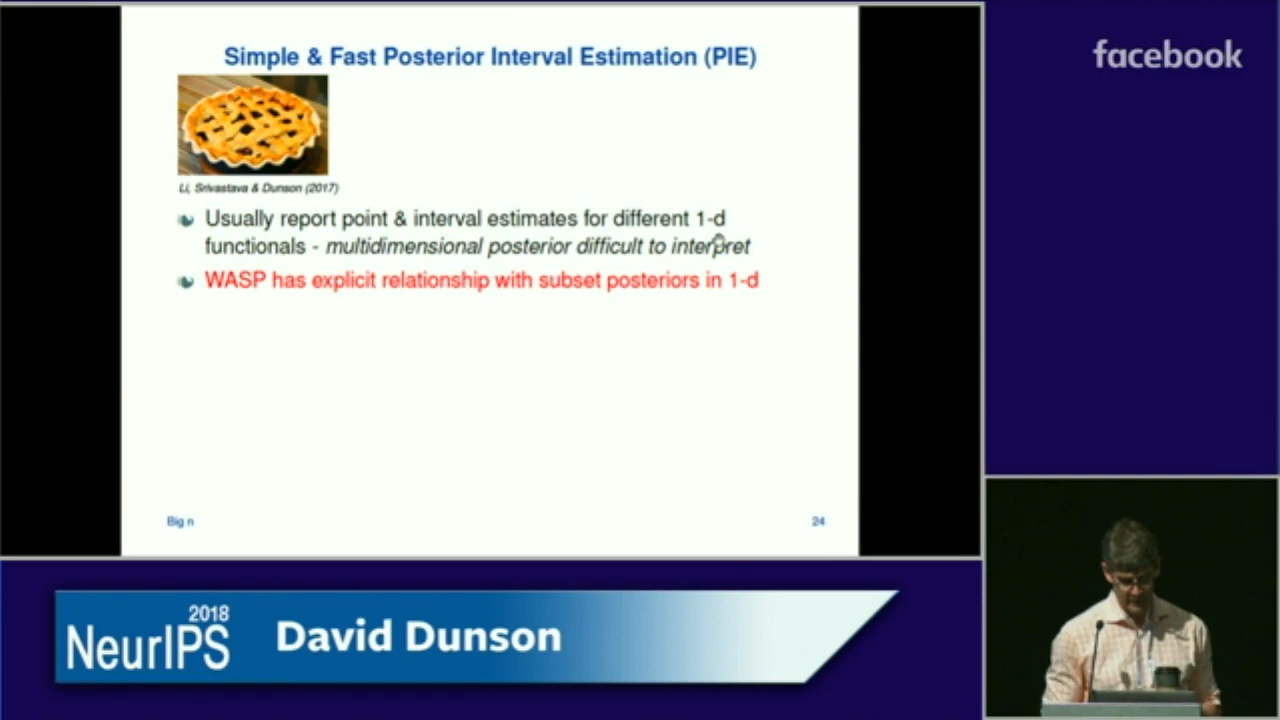 Simple & Fast Posterior Interval Estimation (PIE)
Li, Srivastava & Dunson (2017)
Usually report point & interval estimates for different 1-d
functionals - multidimensional posterior difficult to interpret
WASP has explicit relationship with subset posteriors in 1-d
Big n
24
facebook
2018
NeurIPS
David Dunson